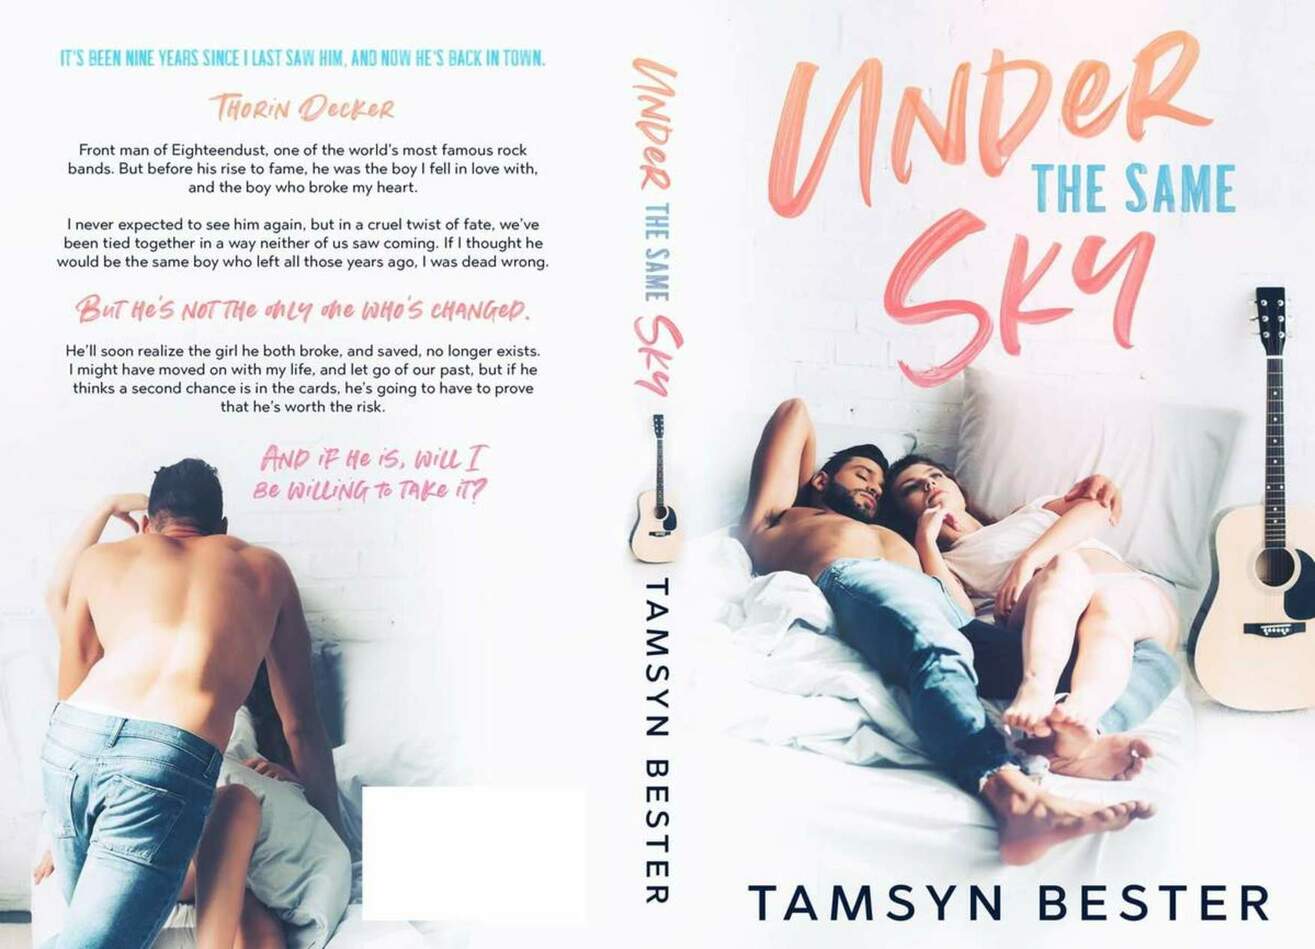 IT'S BEEN NINE YEARS SINCE I LAST SAW HIM, AND NOW HE'S BACK IN TOWN.
THORIN DECKER
Front man of Eighteendust, one of the world's most famous rock
bands. But before his rise to fame, he was the boy I fell in love with,
and the boy who broke my heart.
I never expected to see him again, but in a cruel twist of fate, we've
been tied together in a way neither of us saw coming. If I thought he
would be the same boy who left all those years ago, I was dead wrong.
BUT HE'S NOT THE ONLY ONE WHO'S CHANGED.
He'll soon realize the girl he both broke, and saved, no longer exists.
I might have moved on with my life, and let go of our past, but if he
thinks a second chance is in the cards, he's going to have to prove
that he's worth the risk.
AND IF HE IS, WILL I
BE WILLING TO TAKE IT?
UNDER THE SAME SKY
TAMSYN BESTER
UNDER
THE SAME
SKY
TAMSYN BESTER